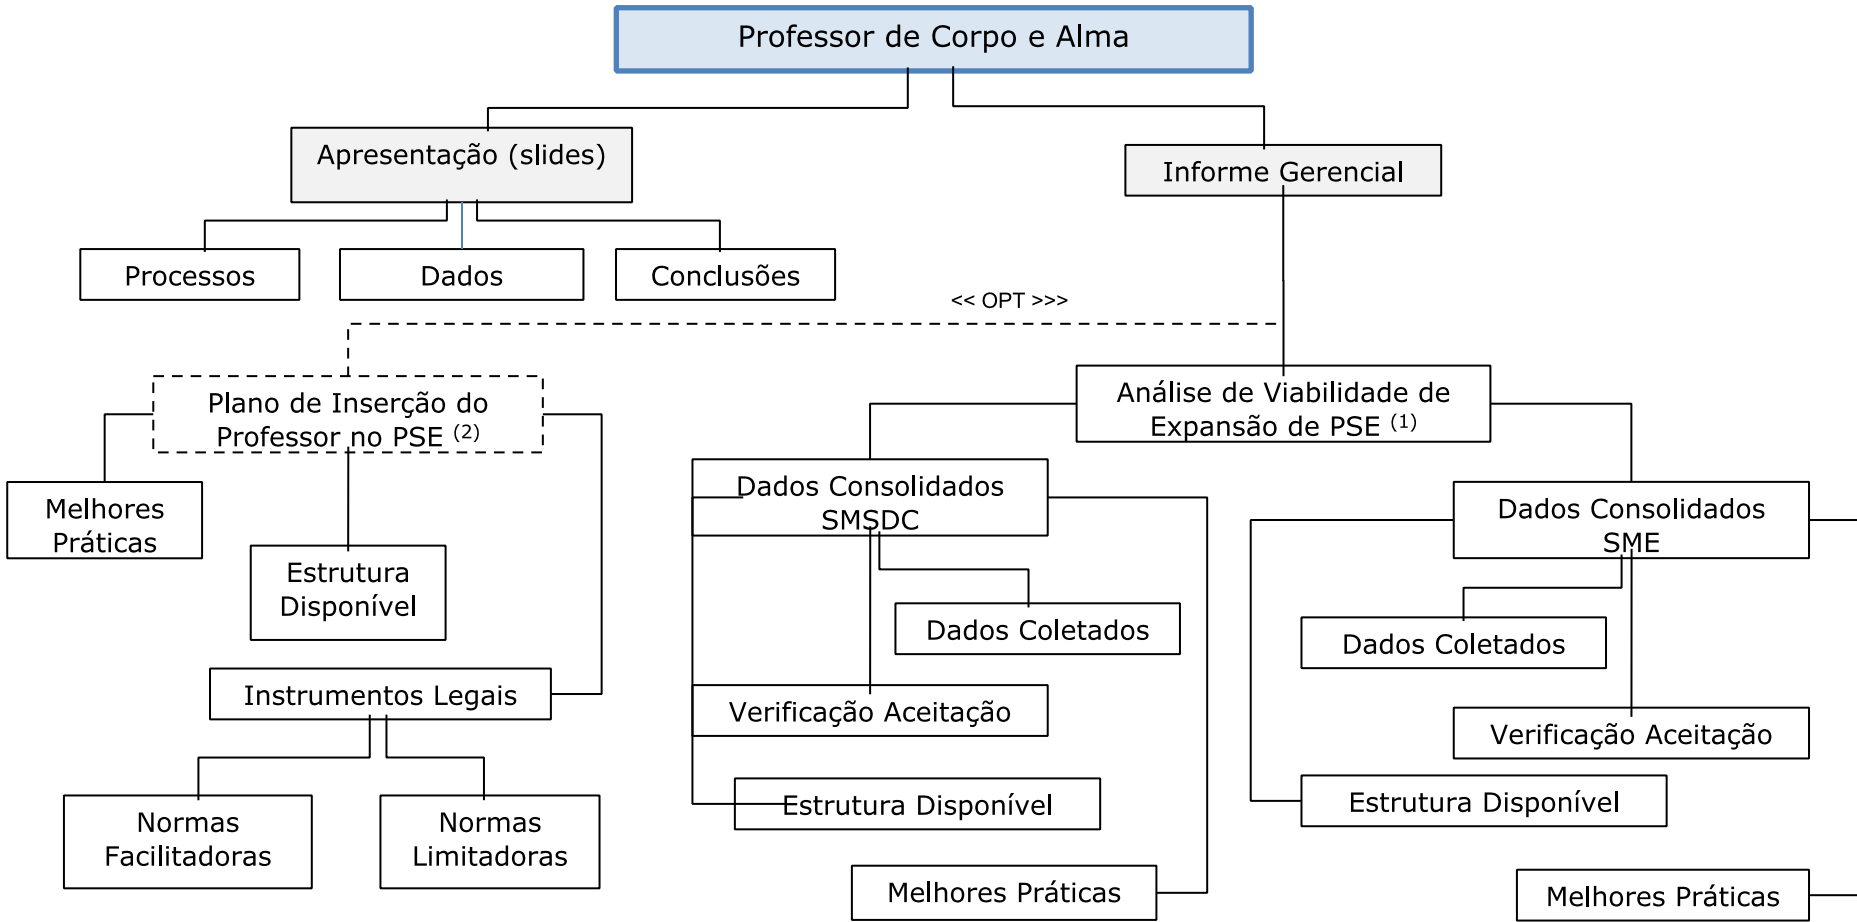 Professor de Corpo e Alma
Apresentação (slides)
Informe Gerencial
Processos
Dados
Conclusões
<< OPT >>>
Plano de Inserção do
Professor no PSE (2)
Análise de Viabilidade de
Expansão de PSE (1)
Melhores
Práticas
Estrutura
Disponível
Instrumentos Legais
Normas
Facilitadoras
Normas
Limitadoras
Dados Consolidados
SMSDC
Dados Coletados
Verificação Aceitação
Estrutura Disponível
Melhores Práticas
Dados Consolidados
SME
Dados Coletados
Verificação Aceitação
Estrutura Disponível
Melhores Práticas